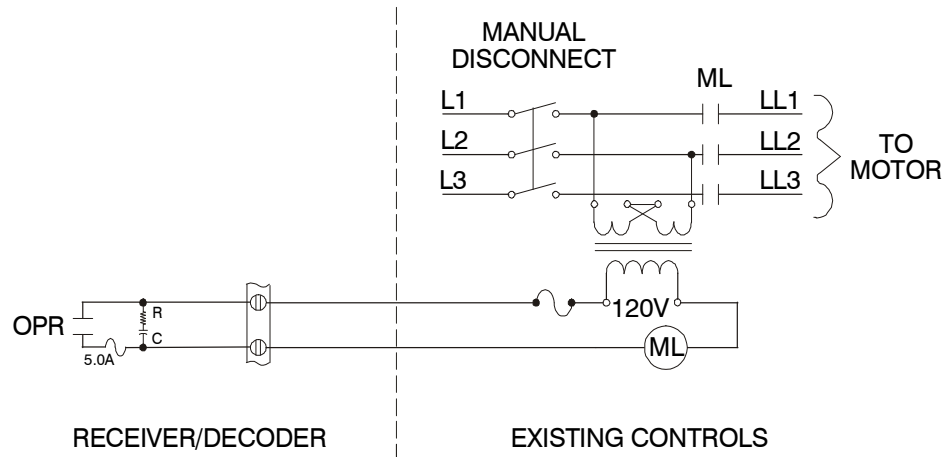 MANUAL
DISCONNECT
ML
L1
LL1
L2
LL2
TO
MOTOR
L3
LL3
R
120V
OPR
C
5.0A
ML
RECEIVER/DECODER
EXISTING CONTROLS